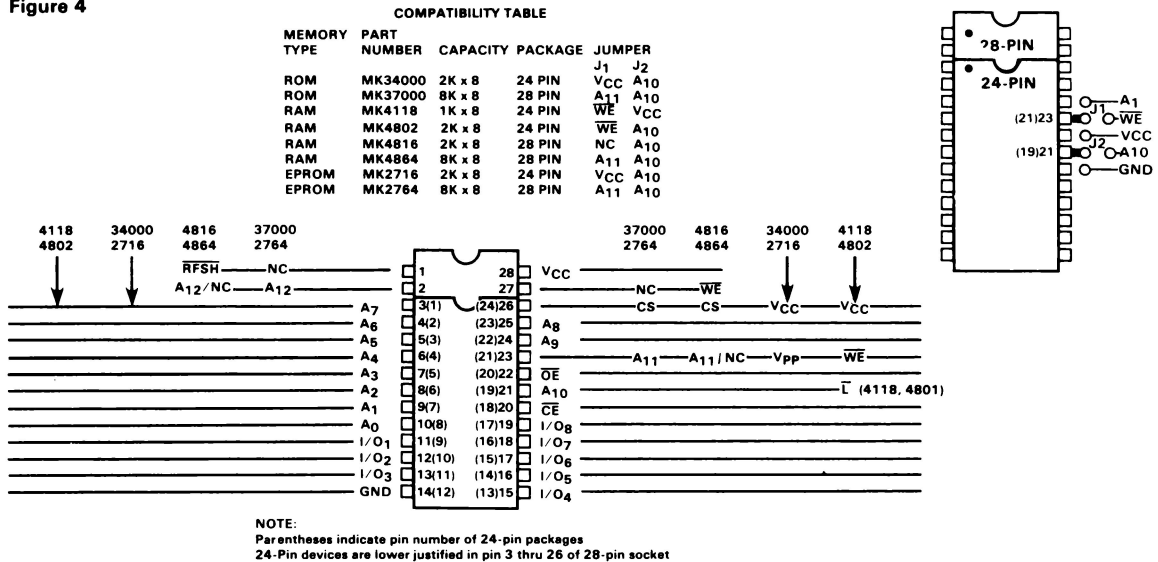 Figure 4
COMPATIBILITY TABLE
MEMORY PART
TYPE NUMBER CAPACITY PACKAGE JUMPER
J1 J2
ROM MK34000 2K x 8 24 PIN VCC A10
ROM MK37000 8K x 8 28 PIN A11 A10
RAM MK4118 1K x 8 24 PIN W̅E̅ VCC
RAM MK4802 2K x 8 24 PIN W̅E̅ A10
RAM MK4816 2K x 8 28 PIN NC A10
RAM MK4864 8K x 8 28 PIN A11 A10
EPROM MK2716 2K x 8 24 PIN VCC A10
EPROM MK2764 8K x 8 28 PIN A11 A10
28-PIN
24-PIN
A1
(21)23 J1 W̅E̅
VCC
(19)21 J2 A10
GND
4118 34000 4816 37000
4802 2716 4864 2764
37000 4816 34000 4118
2764 4864 2716 4802
R̅F̅S̅H̅ NC 1 28 VCC
A12/NC A12 2 27 NC W̅E̅
A7 3(1) (24)26 CS CS VCC VCC
A6 4(2) (23)25 A8
A5 5(3) (22)24 A9
A4 6(4) (21)23 A11 A11/NC VPP W̅E̅
A3 7(5) (20)22 O̅E̅
A2 8(6) (19)21 A10 L̅ (4118, 4801)
A1 9(7) (18)20 C̅E̅
A0 10(8) (17)19 I/O8
I/O1 11(9) (16)18 I/O7
I/O2 12(10) (15)17 I/O6
I/O3 13(11) (14)16 I/O5
GND 14(12) (13)15 I/O4
NOTE:
Parentheses indicate pin number of 24-pin packages
24-Pin devices are lower justified in pin 3 thru 26 of 28-pin socket